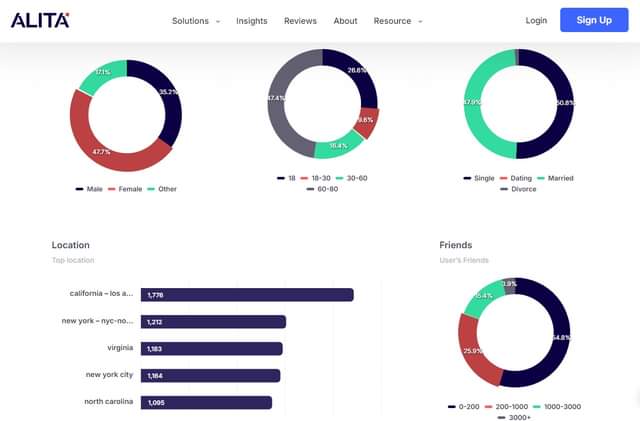 ALITA
Solutions
Insights
Reviews
About
Resource
Login
Sign Up
17.1%
35.2%
47.7%
Male
Female
Other
26.6%
9.6%
16.4%
47.4%
18
18-30
30-60
60-80
47.9%
50.8%
Single
Dating
Married
Divorce
Location
Top location
california – los a...
1,776
new york – nyc-no...
1,212
virginia
1,183
new york city
1,164
north carolina
1,095
Friends
User's Friends
3.9%
15.4%
54.8%
25.9%
0-200
200-1000
1000-3000
3000+